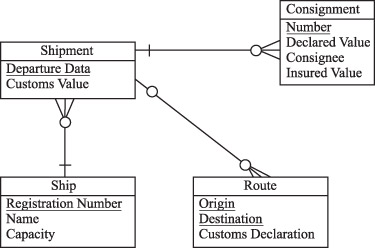 Consignment
Number
Declared Value
Consignee
Insured Value
Shipment
Departure Data
Customs Value
Ship
Registration Number
Name
Capacity
Route
Origin
Destination
Customs Declaration